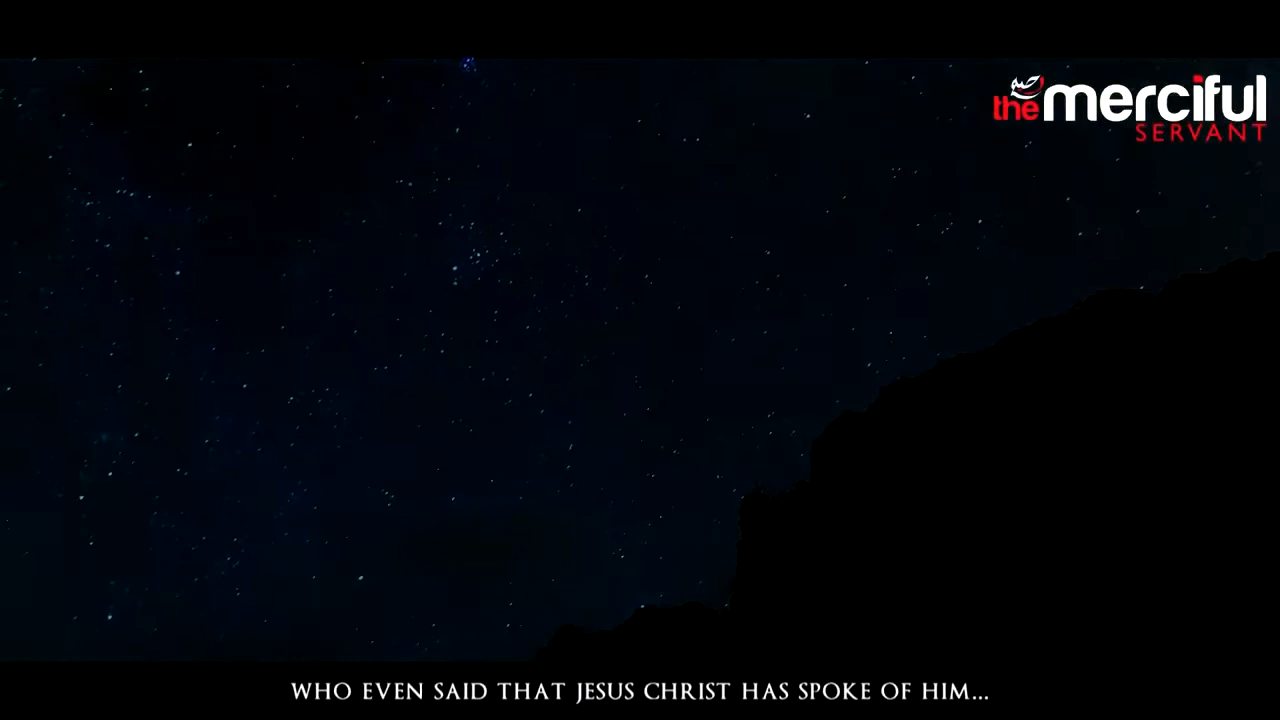 the merciful
SERVANT
WHO EVEN SAID THAT JESUS CHRIST HAS SPOKE OF HIM...